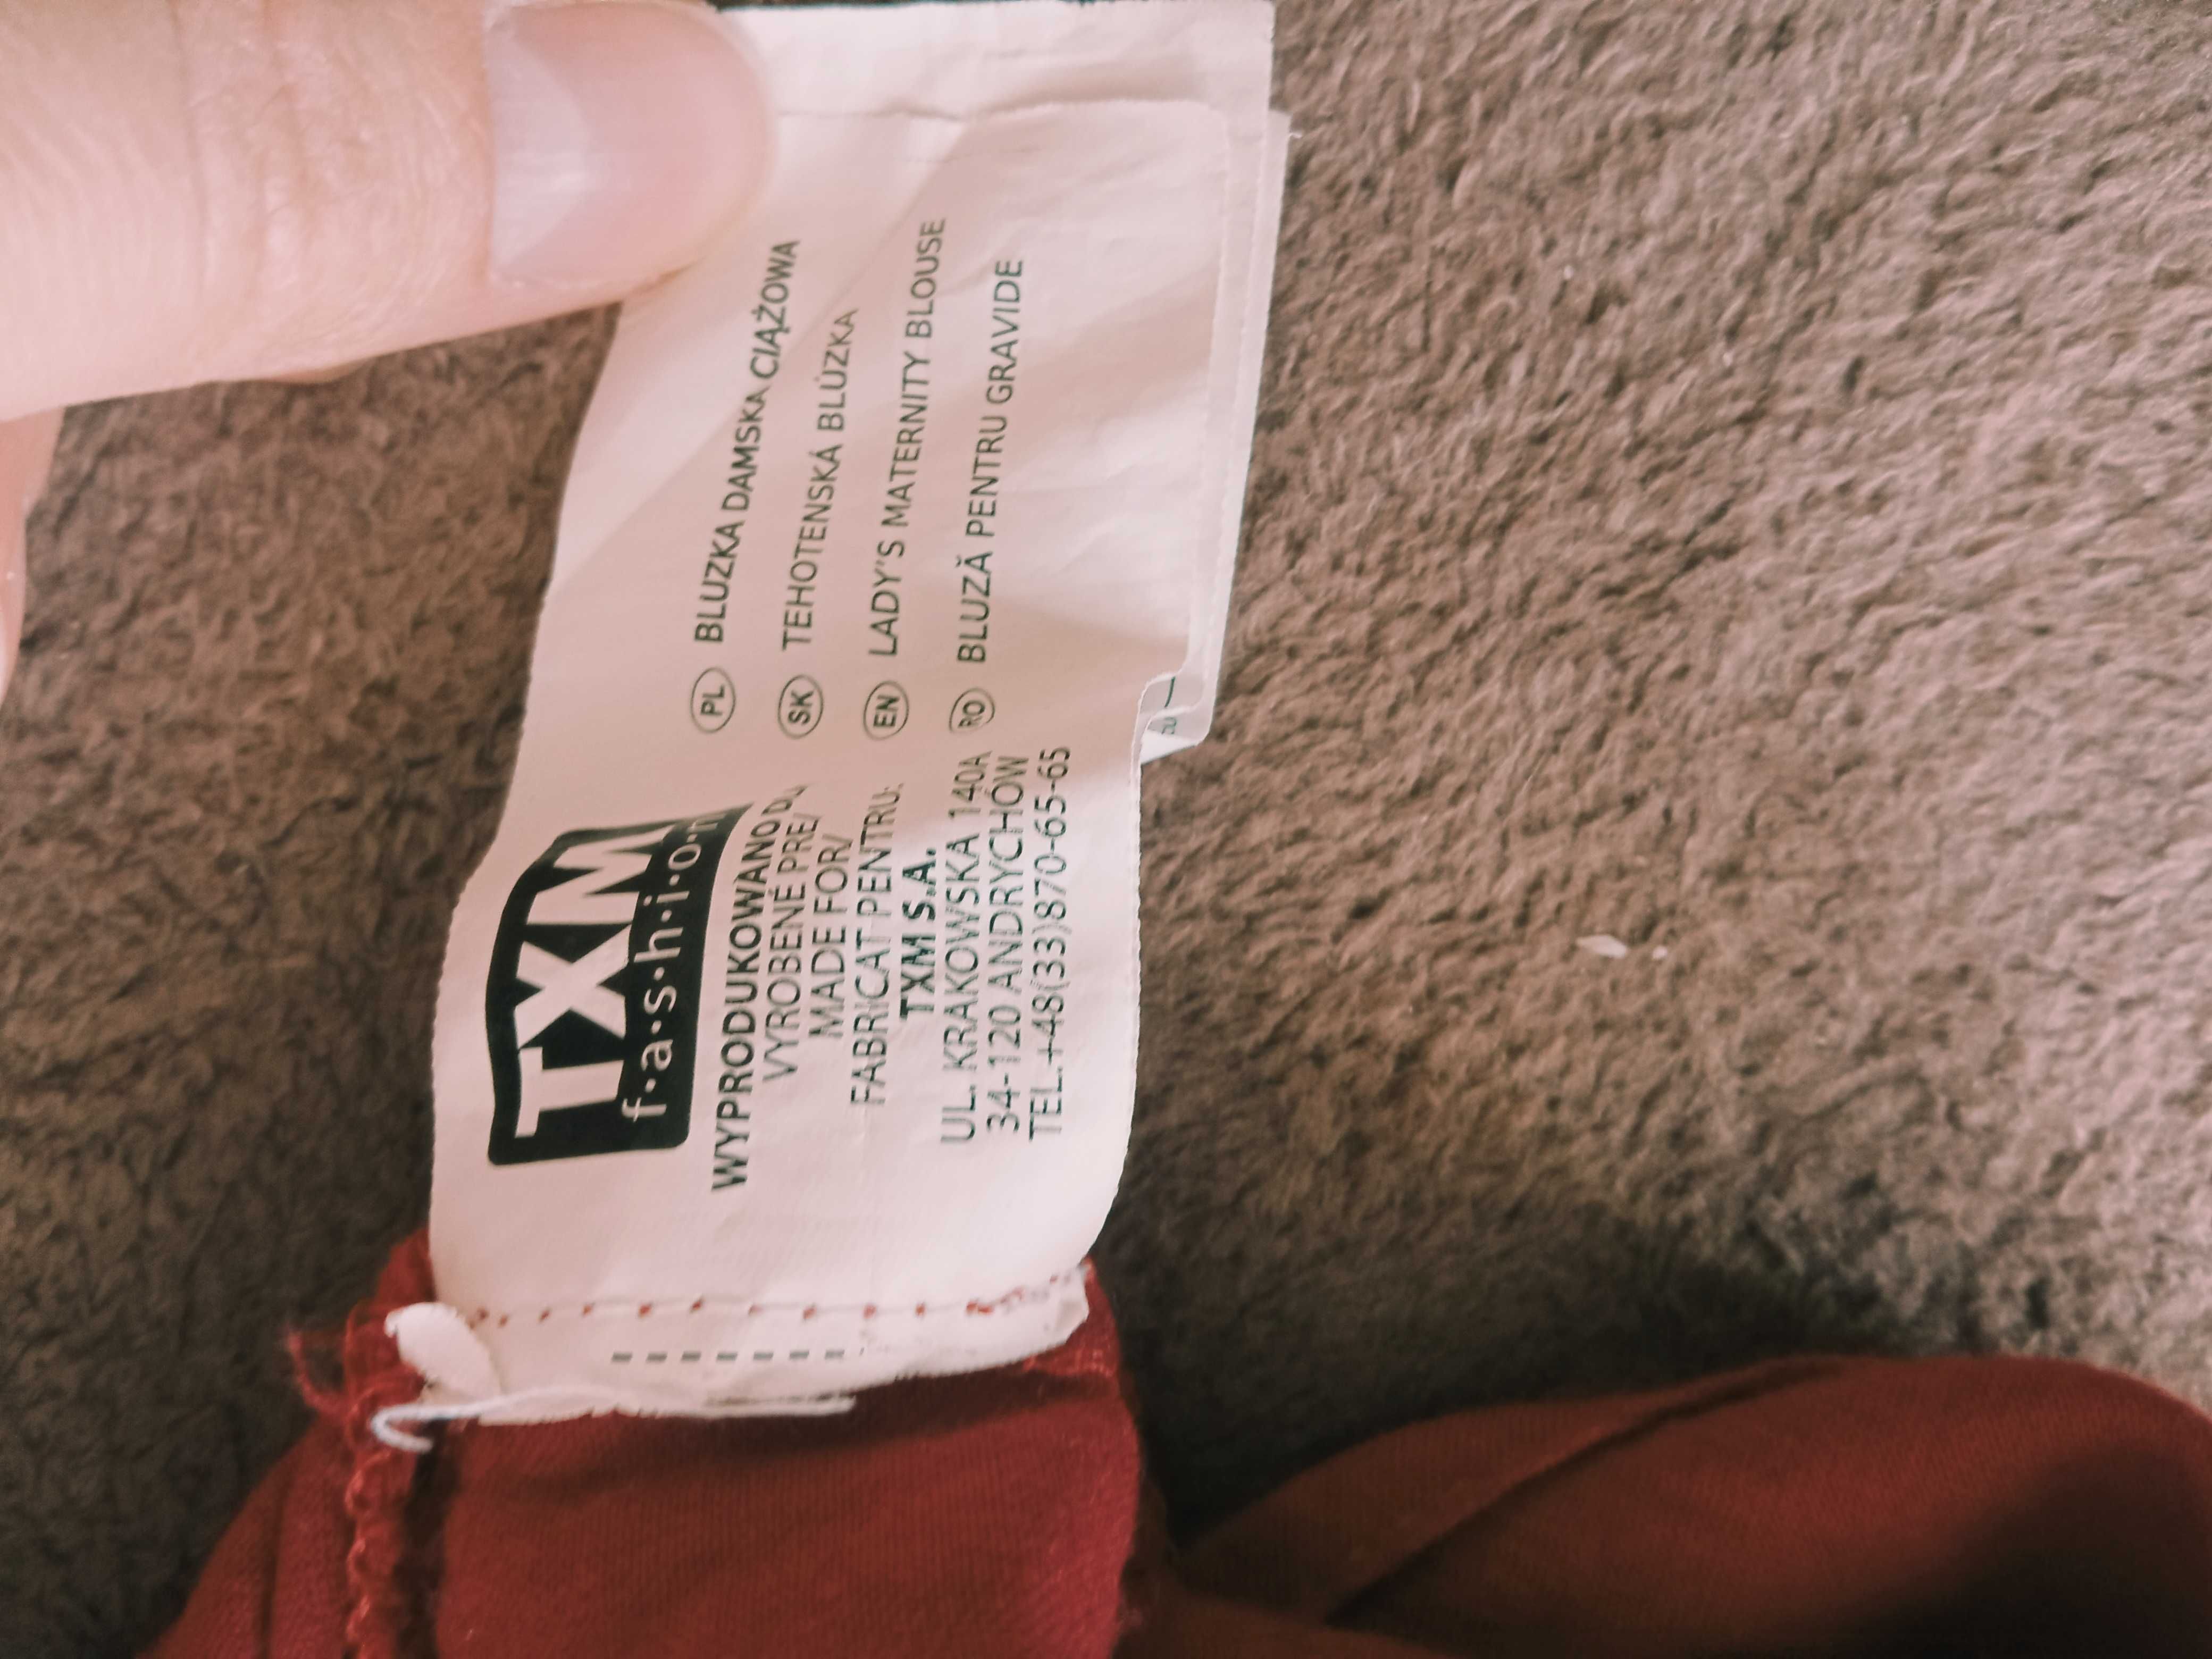 TXM
f·a·s·h·i·o·n
WYPRODUKOWANO
VYROBENÉ PRE/
MADE FOR/
FABRICAT PENTRU:
TXM S.A.
UL. KRAKOWSKA 140A
34-120 ANDRYCHÓW
TEL.+48(33)870-65-65
PL BLUZKA DAMSKA CIĄŻOWA
SK TEHOTENSKÁ BLÚZKA
EN LADY'S MATERNITY BLOUSE
RO BLUZĂ PENTRU GRAVIDE